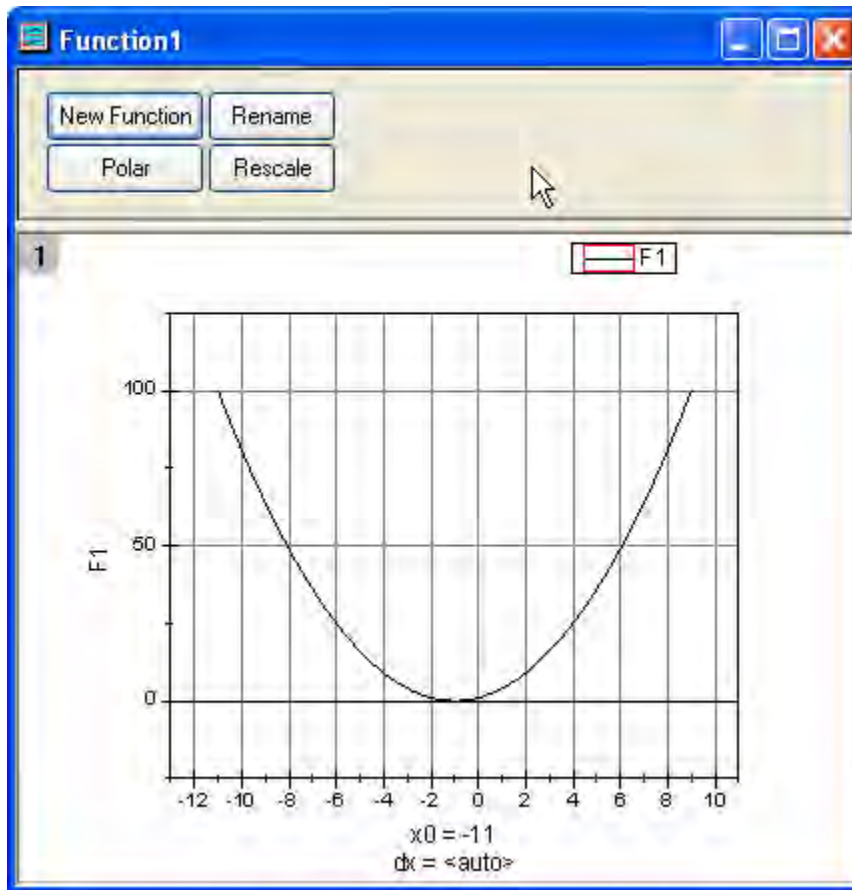 Function1
New Function Rename
Polar Rescale
1
F1
100
50
0
F1
-12 -10 -8 -6 -4 -2 0 2 4 6 8 10
x0 = -11
dx = <auto>